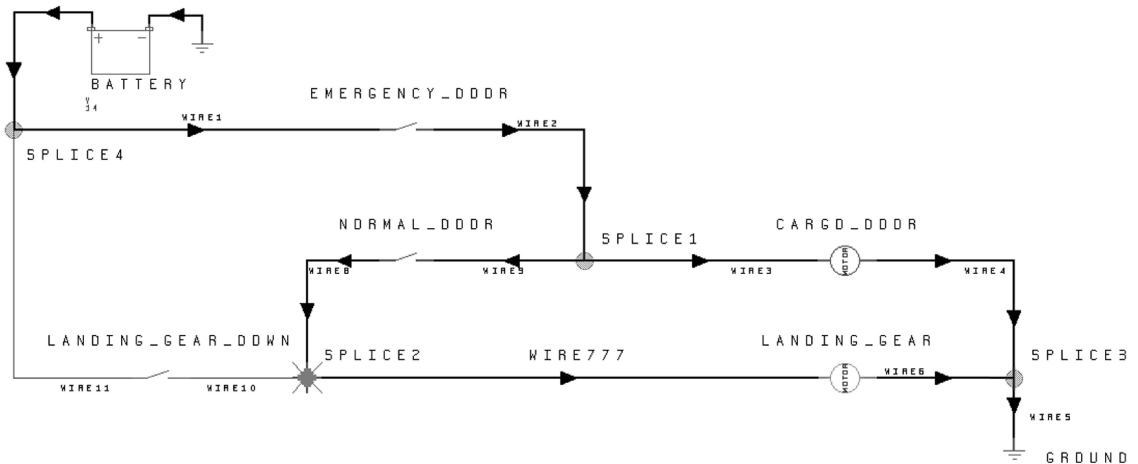 + -
BATTERY
EMERGENCY_DOOR
WIRE1
WIRE2
SPLICE4
NORMAL_DOOR
SPLICE1
CARGO_DOOR
MOTOR
WIRE8
WIRE9
WIRE3
WIRE4
LANDING_GEAR_DOWN
SPLICE2
WIRE777
LANDING_GEAR
SPLICE3
MOTOR
WIRE6
WIRE11
WIRE10
WIRE5
GROUND